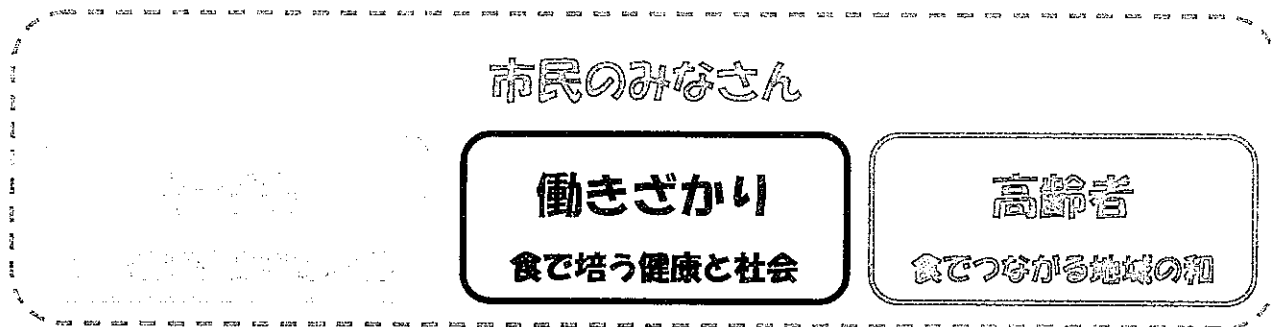 市民のみなさん
働きざかり
食で培う健康と社会
高齢者
食でつながる地域の和